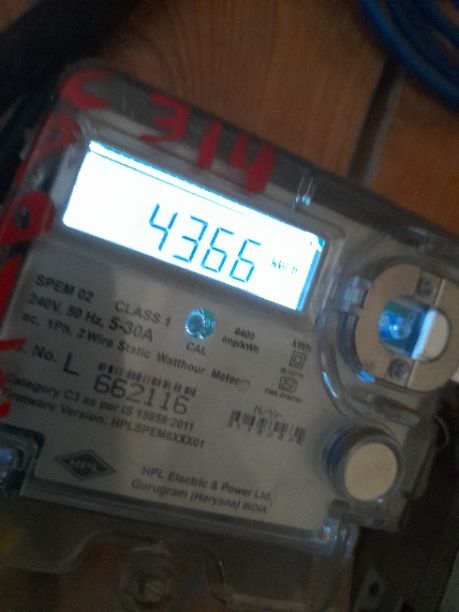 C 314
4366 kWh
SPEM 02 CLASS 1
240V, 50 Hz, 5-30A
6400 imp/kWh
kWh
CAL
ac, 1Ph, 2 Wire Static Watthour Meter
No. L 662116
Category C3 as per IS 15959:2011
Firmware Version: HPLSPEM6XXX01
HPL
HPL Electric & Power Ltd.
Gurugram (Haryana) INDIA